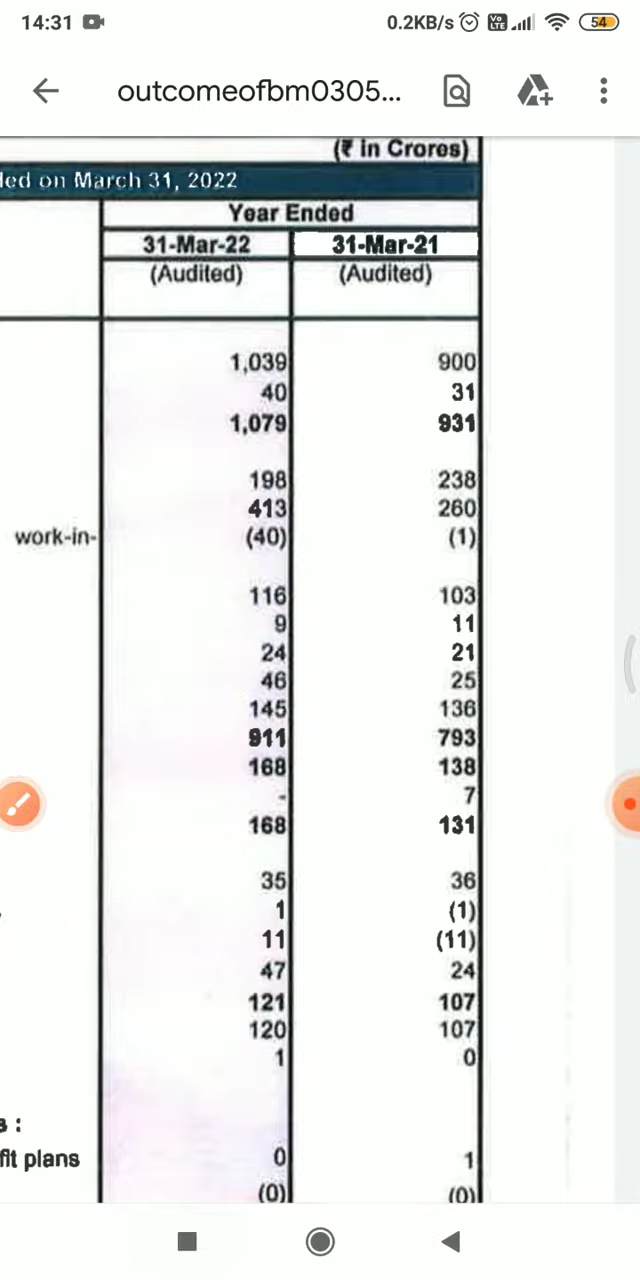 14:31 0.2KB/s Vo LTE 54
outcomeofbm0305...
(₹ in Crores)
led on March 31, 2022
Year Ended
31-Mar-22 31-Mar-21
(Audited) (Audited)
1,039 900
40 31
1,079 931
198 238
413 260
work-in- (40) (1)
116 103
9 11
24 21
46 25
145 136
911 793
168 138
- 7
168 131
35 36
1 (1)
11 (11)
47 24
121 107
120 107
1 0
s :
fit plans 0 1
(0) (0)